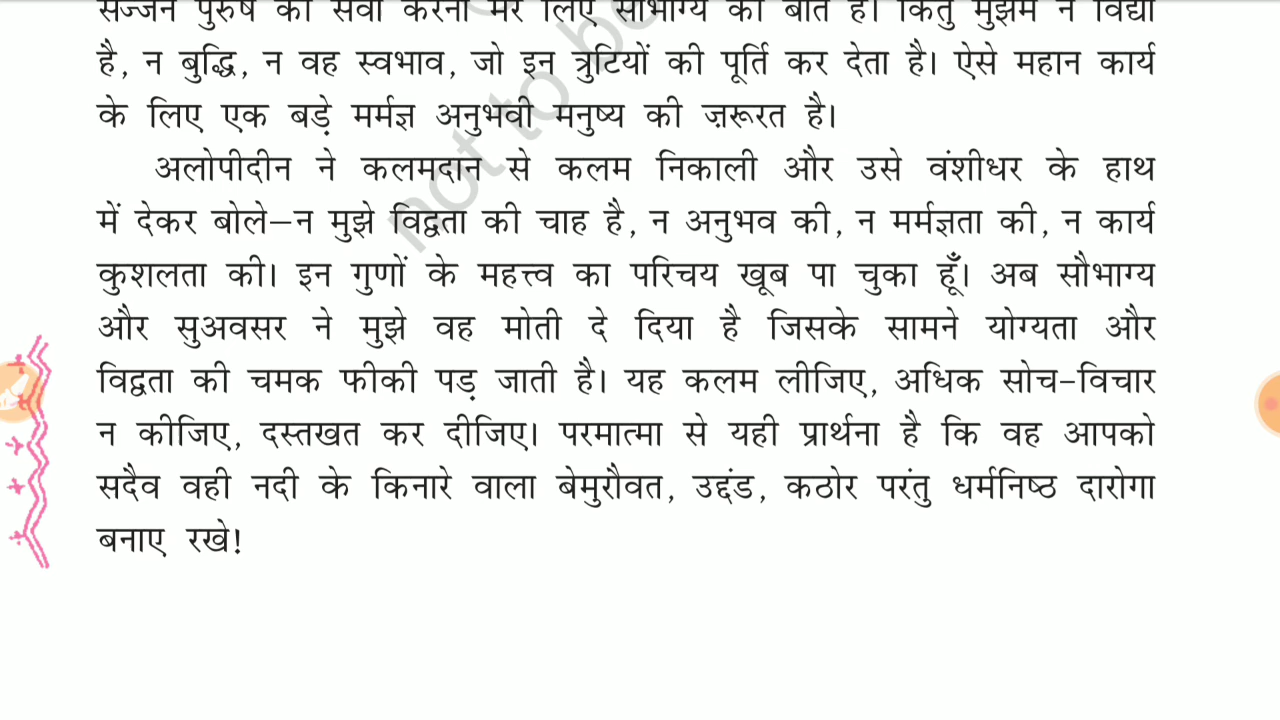 सज्जन पुरुष की सेवा करना मेरे लिए सौभाग्य की बात है। किंतु मुझमें न विद्या
है, न बुद्धि, न वह स्वभाव, जो इन त्रुटियों की पूर्ति कर देता है। ऐसे महान कार्य
के लिए एक बड़े मर्मज्ञ अनुभवी मनुष्य की ज़रूरत है।
अलोपीदीन ने कलमदान से कलम निकाली और उसे वंशीधर के हाथ
में देकर बोले–न मुझे विद्वता की चाह है, न अनुभव की, न मर्मज्ञता की, न कार्य
कुशलता की। इन गुणों के महत्त्व का परिचय खूब पा चुका हूँ। अब सौभाग्य
और सुअवसर ने मुझे वह मोती दे दिया है जिसके सामने योग्यता और
विद्वता की चमक फीकी पड़ जाती है। यह कलम लीजिए, अधिक सोच-विचार
न कीजिए, दस्तखत कर दीजिए। परमात्मा से यही प्रार्थना है कि वह आपको
सदैव वही नदी के किनारे वाला बेमुरौवत, उद्दंड, कठोर परंतु धर्मनिष्ठ दारोगा
बनाए रखे!
not to be